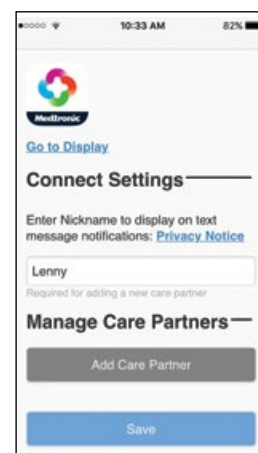 10:33 AM 82%
Medtronic
Go to Display
Connect Settings
Enter Nickname to display on text
message notifications: Privacy Notice
Lenny
Required for adding a new care partner
Manage Care Partners
Add Care Partner
Save